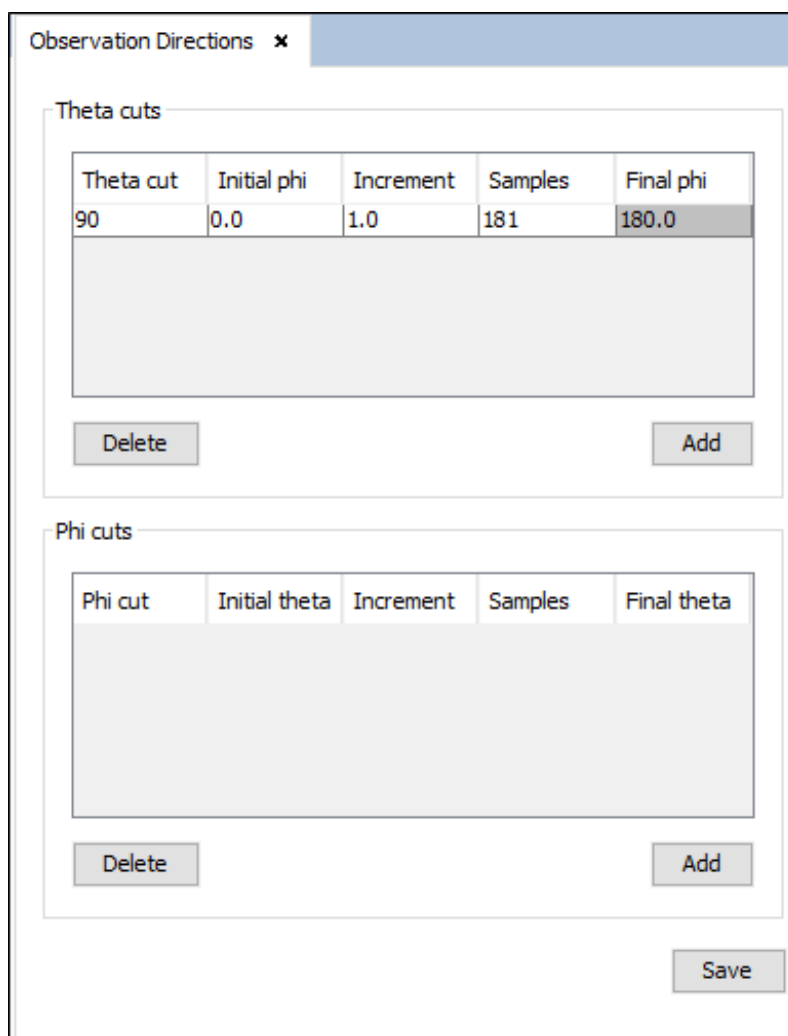 Observation Directions ×
Theta cuts
Theta cut Initial phi Increment Samples Final phi
90 0.0 1.0 181 180.0
Delete Add
Phi cuts
Phi cut Initial theta Increment Samples Final theta
Delete Add
Save